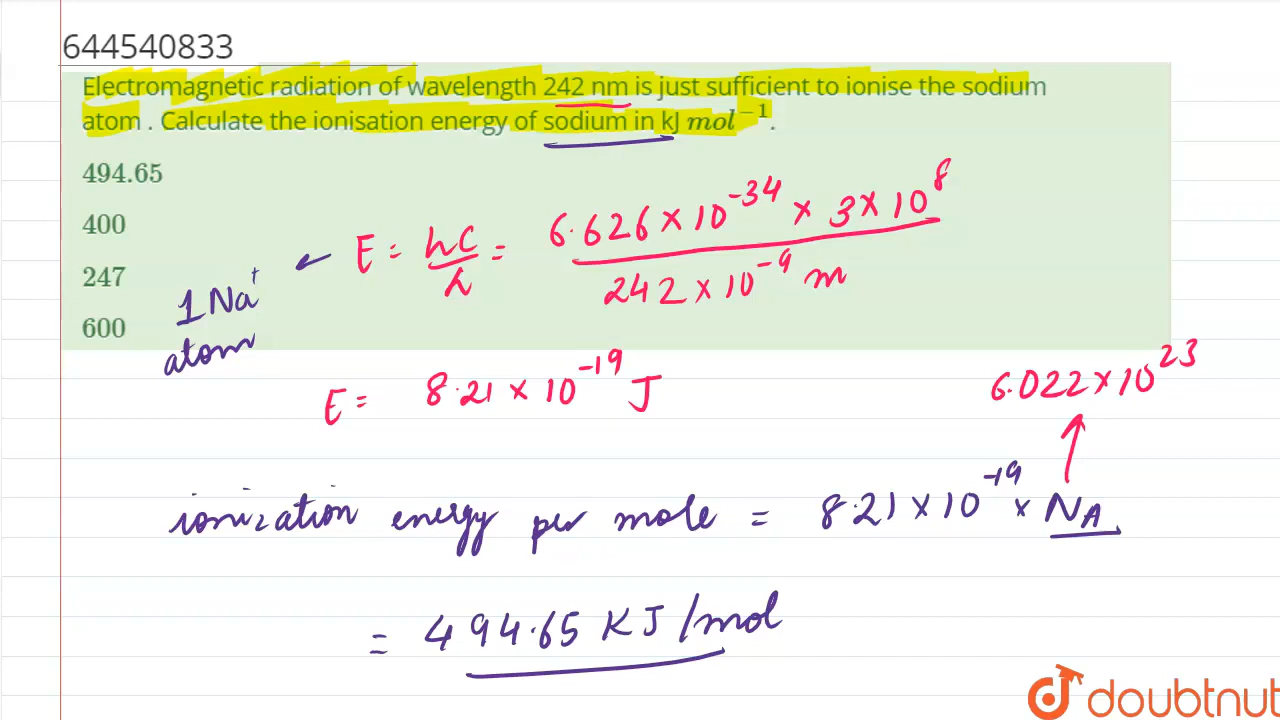 644540833
Electromagnetic radiation of wavelength 242 nm is just sufficient to ionise the sodium
atom . Calculate the ionisation energy of sodium in kJ mol⁻¹.
494.65
400
247
600
E = hc/λ = 6.626 × 10⁻³⁴ × 3 × 10⁸ / 242 × 10⁻⁹ m
1 Na
atom
E = 8.21 × 10⁻¹⁹ J
6.022 × 10²³
ionization energy per mole = 8.21 × 10⁻¹⁹ × NA
= 494.65 KJ/mol
doubtnut